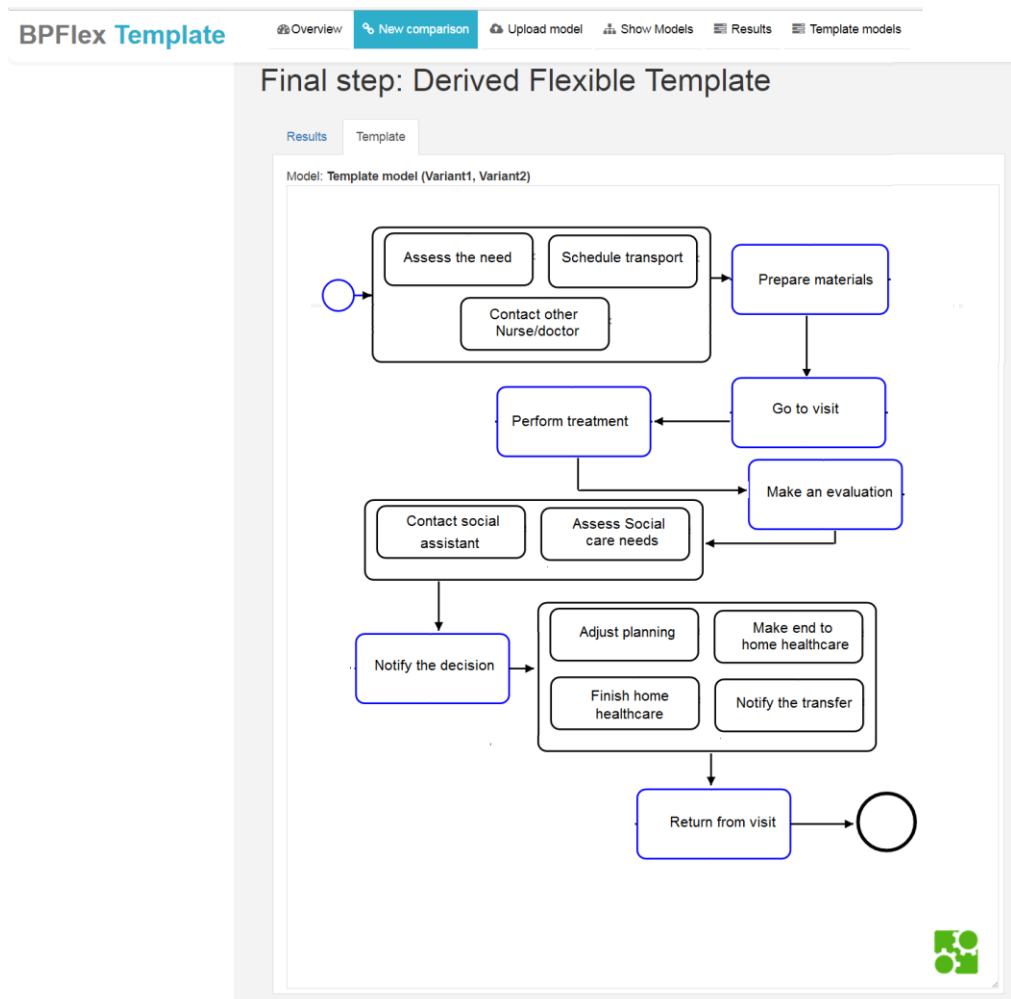 BPFlex Template
Overview
New comparison
Upload model
Show Models
Results
Template models
Final step: Derived Flexible Template
Results
Template
Model: Template model (Variant1, Variant2)
Assess the need
Schedule transport
Contact other
Nurse/doctor
Prepare materials
Go to visit
Perform treatment
Make an evaluation
Contact social
assistant
Assess Social
care needs
Notify the decision
Adjust planning
Make end to
home healthcare
Finish home
healthcare
Notify the transfer
Return from visit